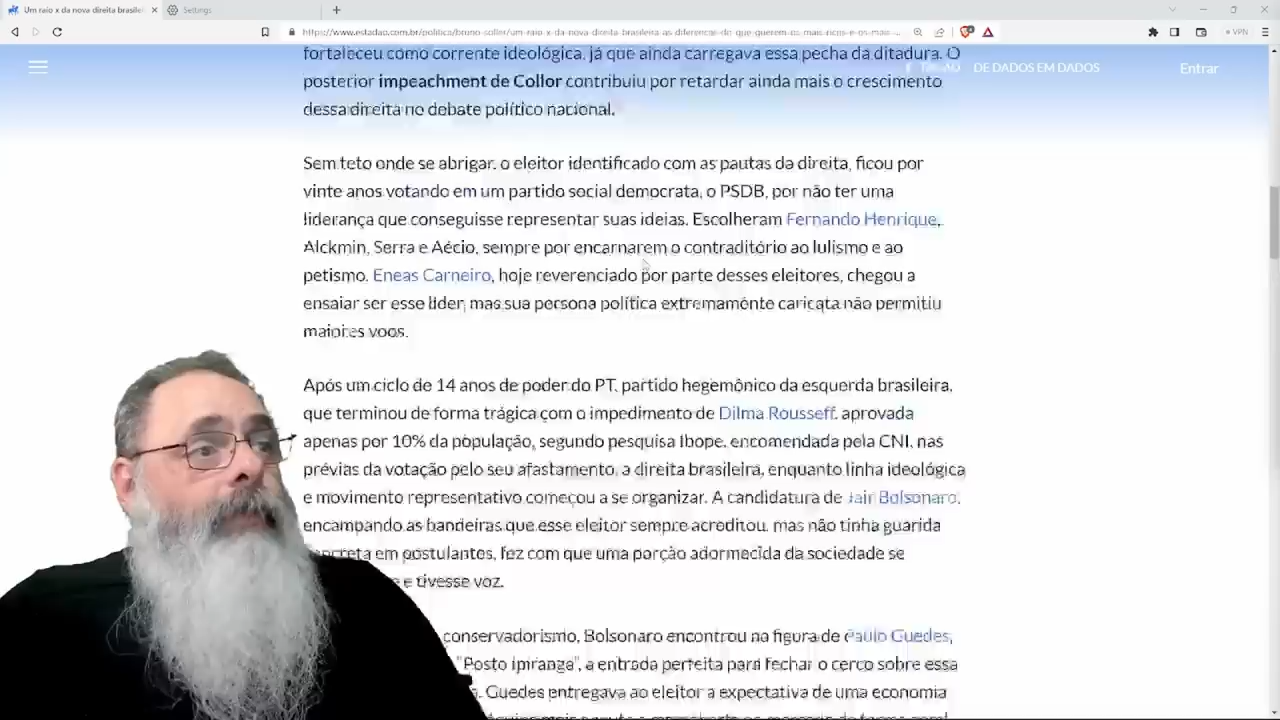 Um raio x da nova direita brasilei
Settings
https://www.estadao.com.br/politica/bruno-soller/um-raio-x-da-nova-direita-brasileira-as-diferencas-do-que-querem-os-mais-ricos-e-os-mais-...
VPN
fortaleceu como corrente ideológica, já que ainda carregava essa pecha da ditadura. O
DE DADOS EM DADOS
Entrar
posterior impeachment de Collor contribuiu por retardar ainda mais o crescimento
dessa direita no debate político nacional.
Sem teto onde se abrigar, o eleitor identificado com as pautas da direita, ficou por
vinte anos votando em um partido social democrata, o PSDB, por não ter uma
liderança que conseguisse representar suas ideias. Escolheram Fernando Henrique,
Alckmin, Serra e Aécio, sempre por encarnarem o contraditório ao lulismo e ao
petismo. Eneas Carneiro, hoje reverenciado por parte desses eleitores, chegou a
ensaiar ser esse líder, mas sua persona política extremamente caricata não permitiu
maiores voos.
Após um ciclo de 14 anos de poder do PT, partido hegemônico da esquerda brasileira,
que terminou de forma trágica com o impedimento de Dilma Rousseff, aprovada
apenas por 10% da população, segundo pesquisa Ibope, encomendada pela CNI, nas
prévias da votação pelo seu afastamento, a direita brasileira, enquanto linha ideológica
e movimento representativo começou a se organizar. A candidatura de Jair Bolsonaro,
encampando as bandeiras que esse eleitor sempre acreditou, mas não tinha guarida
em postulantes, fez com que uma porção adormecida da sociedade se
e tivesse voz.
conservadorismo, Bolsonaro encontrou na figura de Paulo Guedes,
"Posto Ipiranga", a entrada perfeita para fechar o cerco sobre essa
Guedes entregava ao eleitor a expectativa de uma economia